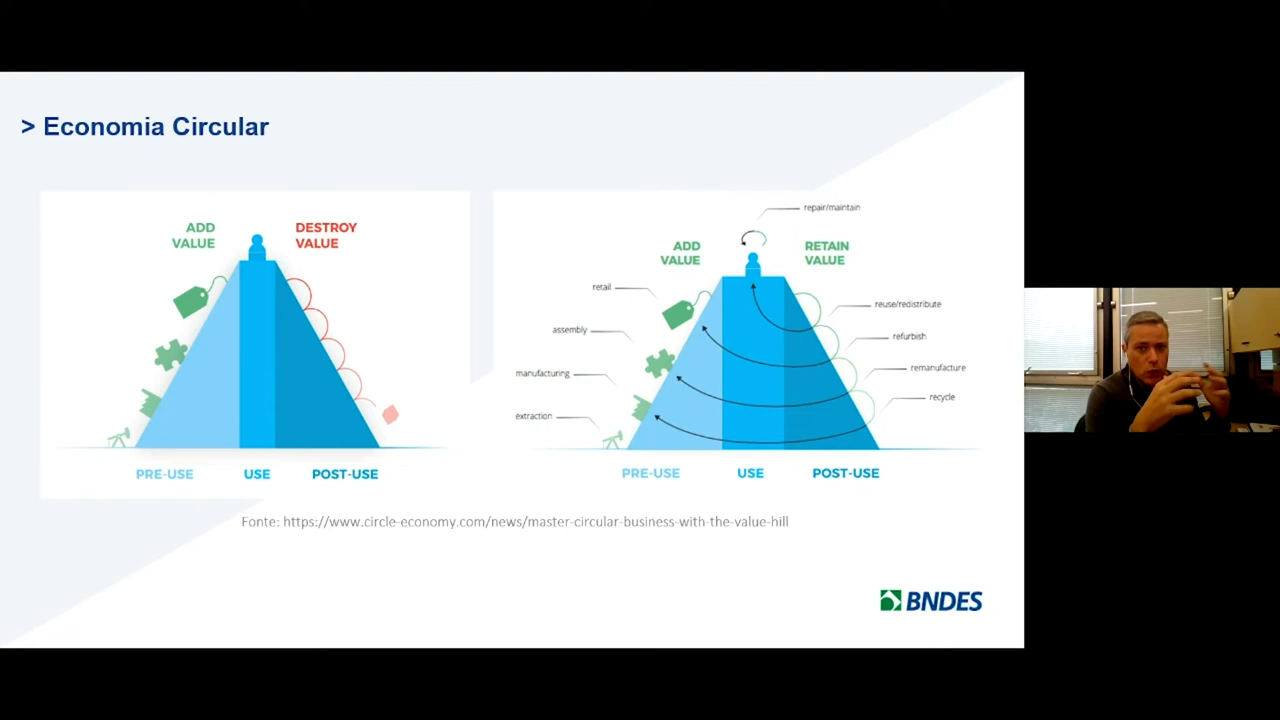 > Economia Circular
ADD
VALUE
DESTROY
VALUE
PRE-USE
USE
POST-USE
repair/maintain
ADD
VALUE
RETAIN
VALUE
retail
assembly
manufacturing
extraction
reuse/redistribute
refurbish
remanufacture
recycle
PRE-USE
USE
POST-USE
Fonte: https://www.circle-economy.com/news/master-circular-business-with-the-value-hill
BNDES